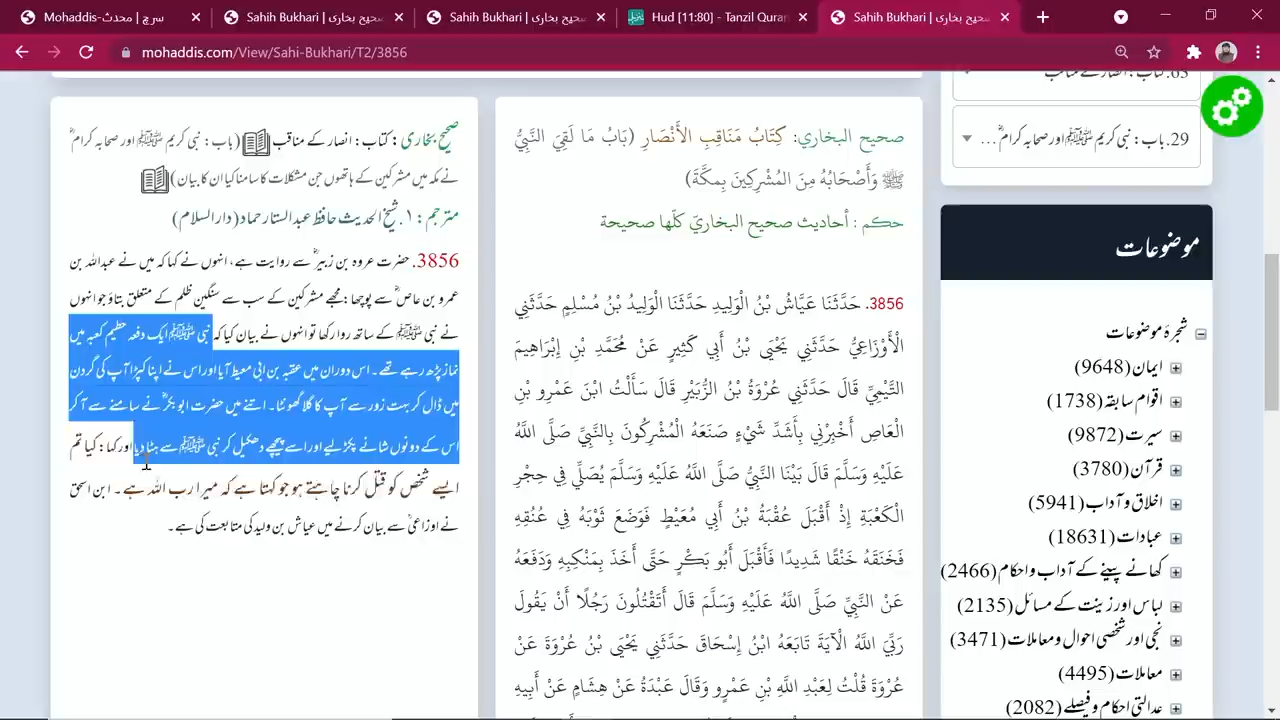 Mohaddis-سرچ | محدث
Sahih Bukhari | صحیح بخاری
Sahih Bukhari | صحیح بخاری
Hud [11:80] - Tanzil Quran
Sahih Bukhari | صحیح بخاری
mohaddis.com/View/Sahi-Bukhari/T2/3856
63. کتاب: انصار کے مناقب
29. باب: نبی کریم ﷺ اور صحابہ کرام ؓ...
موضوعات
شجرۂ موضوعات
ایمان (9648)
اقوام سابقہ (1738)
سیرت (9872)
قرآن (3780)
اخلاق و آداب (5941)
عبادات (18631)
کھانے پینے کے آداب و احکام (2466)
لباس اور زینت کے مسائل (2135)
نجی اور شخصی احوال ومعاملات (3471)
معاملات (4495)
عدالتی احکام و فیصلے (2082)
صحيح البخاري: كِتَابُ مَنَاقِبِ الأَنْصَارِ (بَابُ مَا لَقِيَ النَّبِيُّ
ﷺ وَأَصْحَابُهُ مِنَ المُشْرِكِينَ بِمكَّةَ)
حکم : أحاديث صحيح البخاريّ كلّها صحيحة
3856. حَدَّثَنَا عَيَّاشُ بْنُ الْوَلِيدِ حَدَّثَنَا الْوَلِيدُ بْنُ مُسْلِمٍ حَدَّثَنِي
الْأَوْزَاعِيُّ حَدَّثَنِي يَحْيَى بْنُ أَبِي كَثِيرٍ عَنْ مُحَمَّدِ بْنِ إِبْرَاهِيمَ
التَّيْمِيِّ قَالَ حَدَّثَنِي عُرْوَةُ بْنُ الزُّبَيْرِ قَالَ سَأَلْتُ ابْنَ عَمْرِو بْنِ
الْعَاصِ أَخْبِرْنِي بِأَشَدِّ شَيْءٍ صَنَعَهُ الْمُشْرِكُونَ بِالنَّبِيِّ صَلَّى اللَّهُ
عَلَيْهِ وَسَلَّمَ قَالَ بَيْنَا النَّبِيُّ صَلَّى اللَّهُ عَلَيْهِ وَسَلَّمَ يُصَلِّي فِي حِجْرِ
الْكَعْبَةِ إِذْ أَقْبَلَ عُقْبَةُ بْنُ أَبِي مُعَيْطٍ فَوَضَعَ ثَوْبَهُ فِي عُنُقِهِ
فَخَنَقَهُ خَنْقًا شَدِيدًا فَأَقْبَلَ أَبُو بَكْرٍ حَتَّى أَخَذَ بِمَنْكِبِهِ وَدَفَعَهُ
عَنْ النَّبِيِّ صَلَّى اللَّهُ عَلَيْهِ وَسَلَّمَ قَالَ أَتَقْتُلُونَ رَجُلًا أَنْ يَقُولَ
رَبِّيَ اللَّهُ الْآيَةَ تَابَعَهُ ابْنُ إِسْحَاقَ حَدَّثَنِي يَحْيَى بْنُ عُرْوَةَ عَنْ
عُرْوَةَ قُلْتُ لِعَبْدِ اللَّهِ بْنِ عَمْرٍو وَقَالَ عَبْدَةُ عَنْ هِشَامٍ عَنْ أَبِيهِ
صحیح بخاری: کتاب: انصار کے مناقب (باب: نبی کریم ﷺ اور صحابہ کرام ؓ
نے مکہ میں مشرکین کے ہاتھوں جن مشکلات کا سامنا کیا ان کا بیان)
مترجم: ١. شیخ الحدیث حافظ عبد الستار حماد (دار السلام)
3856. حضرت عروہ بن زبیر ؓ سے روایت ہے، انہوں نے کہا کہ میں نے عبداللہ بن
عمرو بن عاص ؓ سے پوچھا: مجھے مشرکین کے سب سے سنگین ظلم کے متعلق بتاؤ جو انہوں
نے نبی ﷺ کے ساتھ روا رکھا تو انہوں نے بیان کیا کہ نبی ﷺ ایک دفعہ حطیم کعبہ میں
نماز پڑھ رہے تھے۔ اس دوران میں عقبہ بن ابی معیط آیا اور اس نے اپنا کپڑا آپ کی گردن
میں ڈال کر بہت زور سے آپ کا گلا گھونٹا۔ اتنے میں حضرت ابوبکر ؓ نے سامنے سے آ کر
اس کے دونوں شانے پکڑ لیے اور اسے پیچھے دھکیل کر نبی ﷺ سے ہٹا دیا اور کہا: کیا تم
ایسے شخص کو قتل کرنا چاہتے ہو جو کہتا ہے کہ میرا رب اللہ ہے۔ ابن اسحٰق
نے اوزاعی ؒ سے بیان کرنے میں عیاش بن ولید کی متابعت کی ہے۔